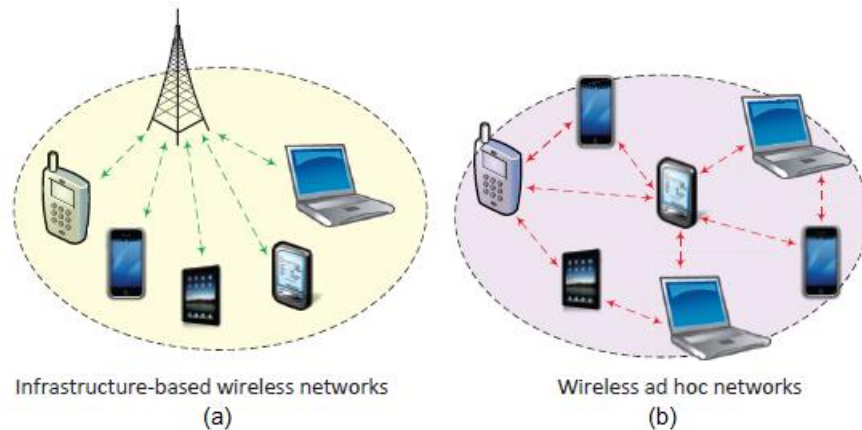 Infrastructure-based wireless networks
(a)
Wireless ad hoc networks
(b)